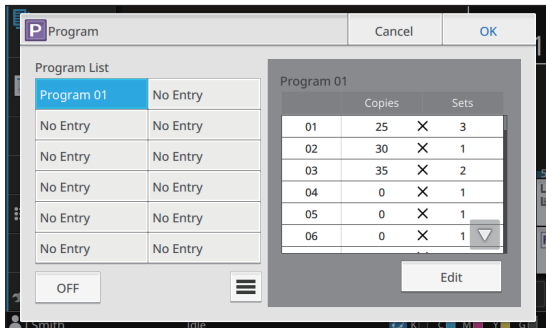 P Program
Cancel
OK
Program List
Program 01
No Entry
No Entry
No Entry
No Entry
No Entry
No Entry
No Entry
No Entry
No Entry
No Entry
No Entry
OFF
Program 01
Copies Sets
01 25 × 3
02 30 × 1
03 35 × 2
04 0 × 1
05 0 × 1
06 0 × 1
Edit
Smith Idle K C M Y G